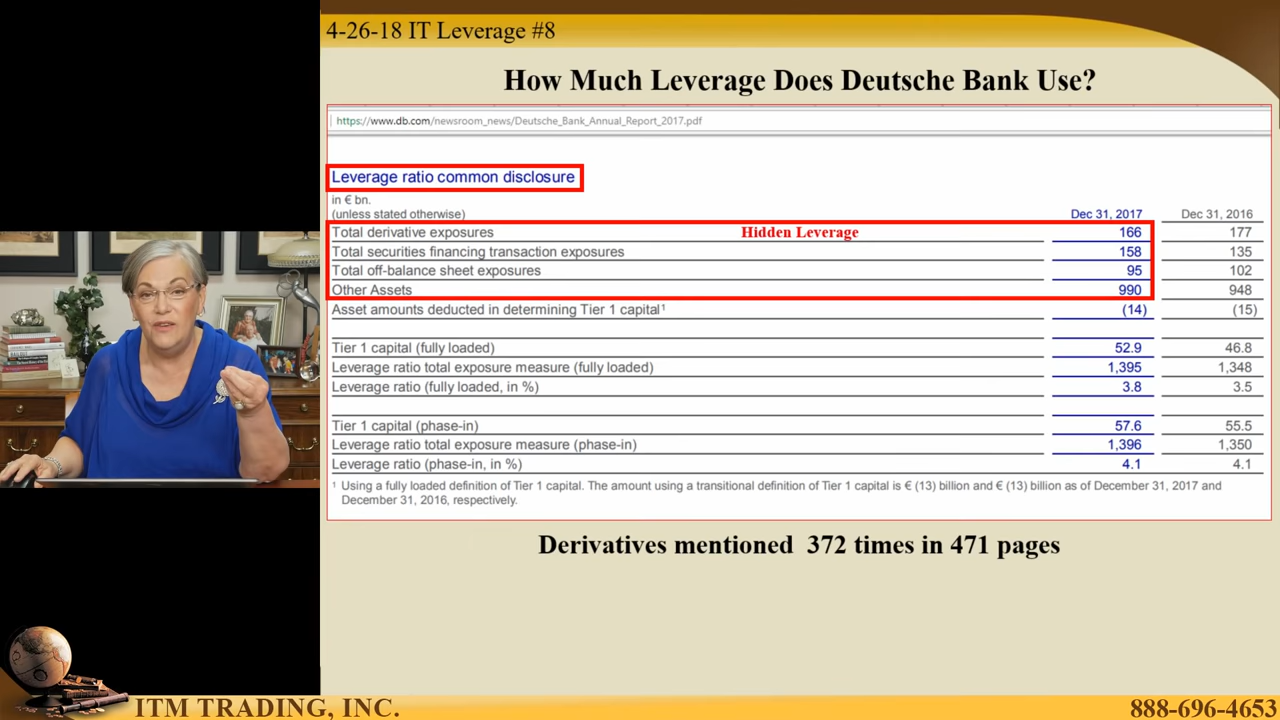 4-26-18 IT Leverage #8
How Much Leverage Does Deutsche Bank Use?
https://www.db.com/newsroom_news/Deutsche_Bank_Annual_Report_2017.pdf
Leverage ratio common disclosure
in € bn.
(unless stated otherwise) Dec 31, 2017 Dec 31, 2016
Total derivative exposures Hidden Leverage 166 177
Total securities financing transaction exposures 158 135
Total off-balance sheet exposures 95 102
Other Assets 990 948
Asset amounts deducted in determining Tier 1 capital¹ (14) (15)
Tier 1 capital (fully loaded) 52.9 46.8
Leverage ratio total exposure measure (fully loaded) 1,395 1,348
Leverage ratio (fully loaded, in %) 3.8 3.5
Tier 1 capital (phase-in) 57.6 55.5
Leverage ratio total exposure measure (phase-in) 1,396 1,350
Leverage ratio (phase-in, in %) 4.1 4.1
¹ Using a fully loaded definition of Tier 1 capital. The amount using a transitional definition of Tier 1 capital is € (13) billion and € (13) billion as of December 31, 2017 and
December 31, 2016, respectively.
Derivatives mentioned 372 times in 471 pages
ITM TRADING, INC.
888-696-4653